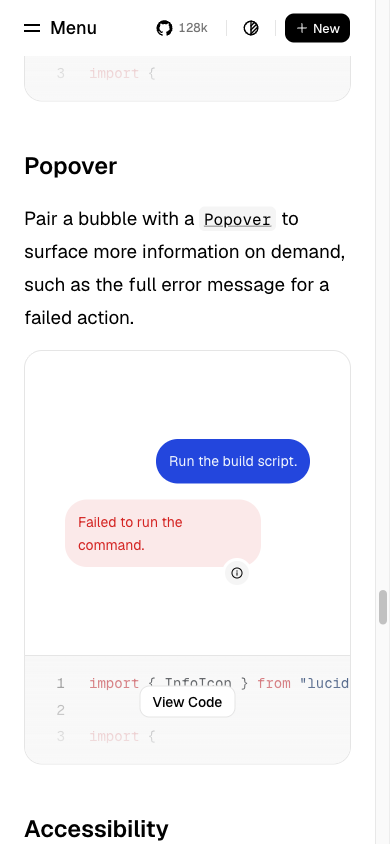 Menu
128k
New
3 import {
Popover
Pair a bubble with a Popover to
surface more information on demand,
such as the full error message for a
failed action.
Run the build script.
Failed to run the
command.
1 import { InfoIcon } from "lucid
View Code
2
3 import {
Accessibility